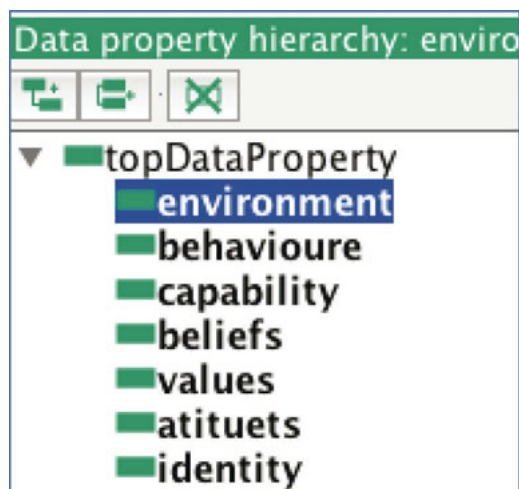 Data property hierarchy: enviro
topDataProperty
environment
behavioure
capability
beliefs
values
atituets
identity